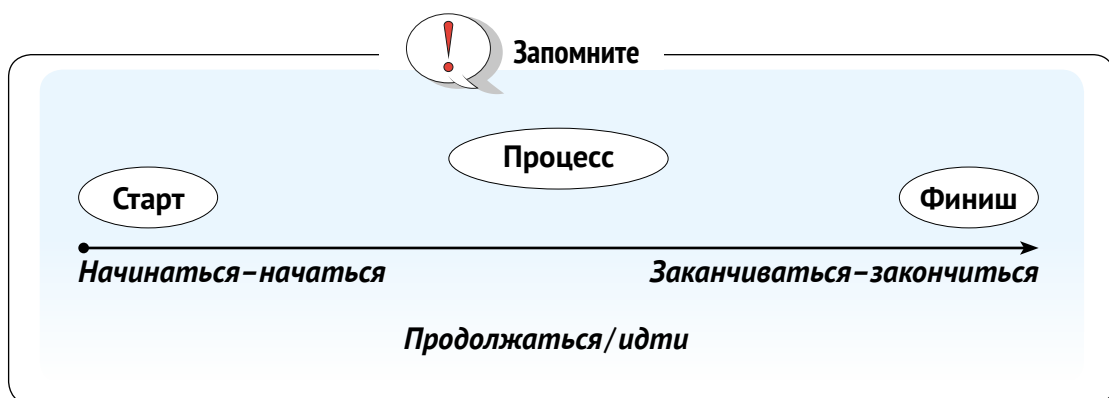 Запомните
Процесс
Старт
Финиш
Начинаться–начаться
Заканчиваться–закончиться
Продолжаться/идти